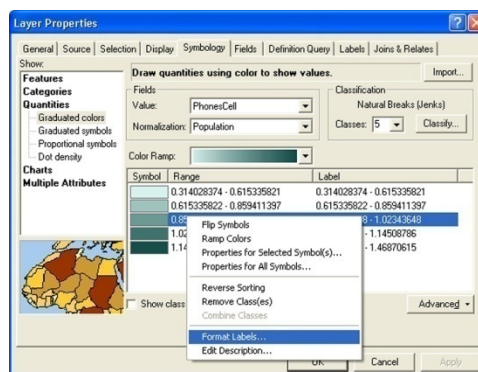 Layer Properties
General Source Selection Display Symbology Fields Definition Query Labels Joins & Relates
Show:
Features
Categories
Quantities
Graduated colors
Graduated symbols
Proportional symbols
Dot density
Charts
Multiple Attributes
Draw quantities using color to show values.
Import...
Fields
Value: PhonesCell
Normalization: Population
Classification
Natural Breaks (Jenks)
Classes: 5 Classify...
Color Ramp:
Symbol Range Label
0.314028374 - 0.615335821 0.314028374 - 0.615335821
0.615335822 - 0.859411397 0.615335822 - 0.859411397
- 1.02343648
- 1.14508786
- 1.46870615
Flip Symbols
Ramp Colors
Properties for Selected Symbol(s)...
Properties for All Symbols...
Reverse Sorting
Remove Class(es)
Combine Classes
Format Labels...
Edit Description...
Show class
Advanced
OK Cancel Apply